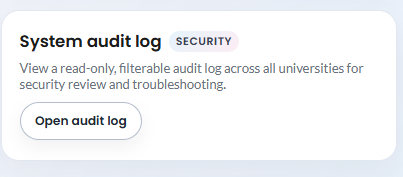 System audit log SECURITY
View a read-only, filterable audit log across all universities for
security review and troubleshooting.
Open audit log